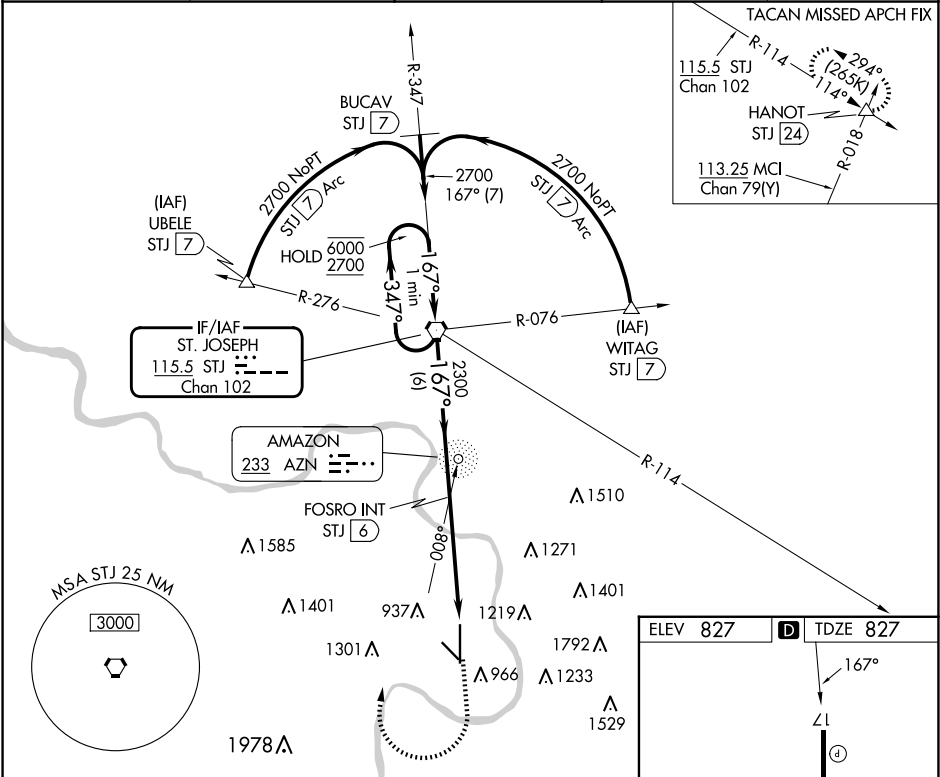 TACAN MISSED APCH FIX
R-114
115.5 STJ
Chan 102
294°
(265K)
114°
HANOT
STJ 24
R-018
113.25 MCI
Chan 79(Y)
R-347
BUCAV
STJ 7
2700 NoPT
STJ 7 Arc
2700
167° (7)
2700 NoPT
STJ 7 Arc
(IAF)
UBELE
STJ 7
HOLD 6000
2700
167°
1 min
347°
R-276
R-076
(IAF)
WITAG
STJ 7
IF/IAF
ST. JOSEPH
115.5 STJ
Chan 102
2300
167°
(6)
AMAZON
233 AZN
R-114
FOSRO INT
STJ 6
008°
1510
1585
1271
1401
937
1219
1401
1301
1792
966
1233
1529
1978
MSA STJ 25 NM
3000
ELEV 827
D
TDZE 827
167°
17
P